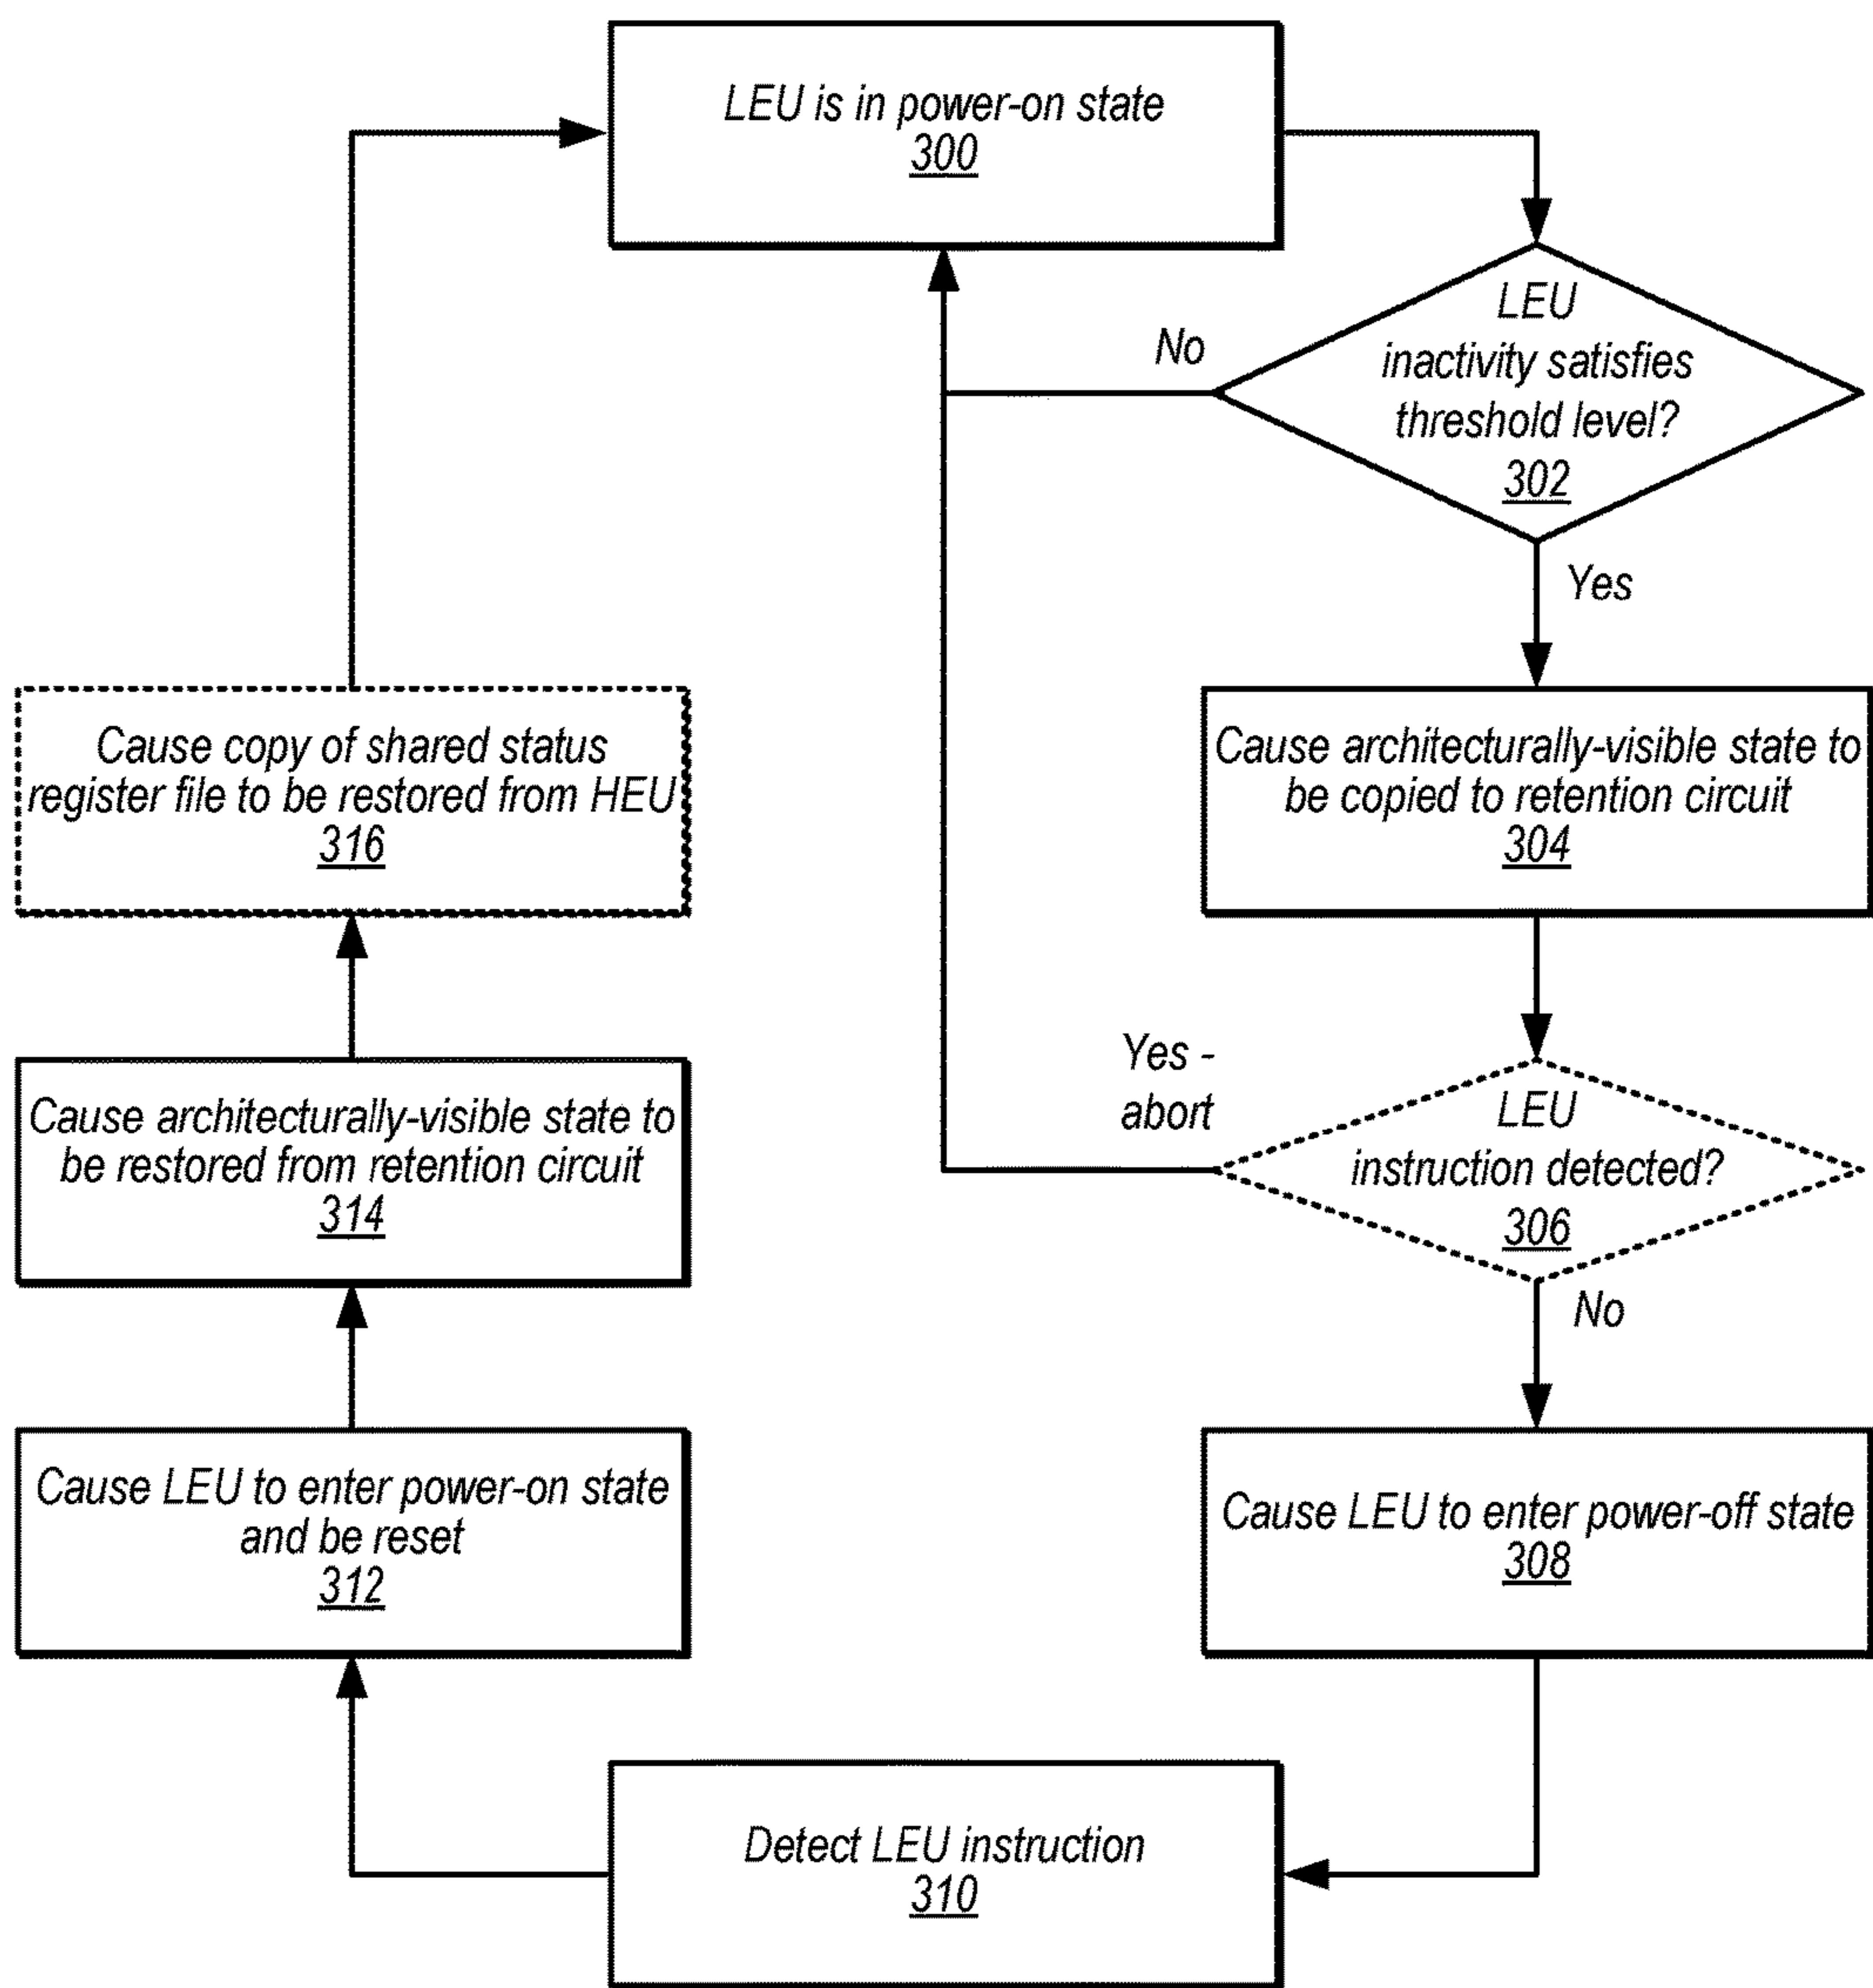 LEU is in power-on state
300
LEU
inactivity satisfies
threshold level?
302
No
Yes
Cause architecturally-visible state to
be copied to retention circuit
304
LEU
instruction detected?
306
Yes -
abort
No
Cause LEU to enter power-off state
308
Detect LEU instruction
310
Cause LEU to enter power-on state
and be reset
312
Cause architecturally-visible state to
be restored from retention circuit
314
Cause copy of shared status
register file to be restored from HEU
316